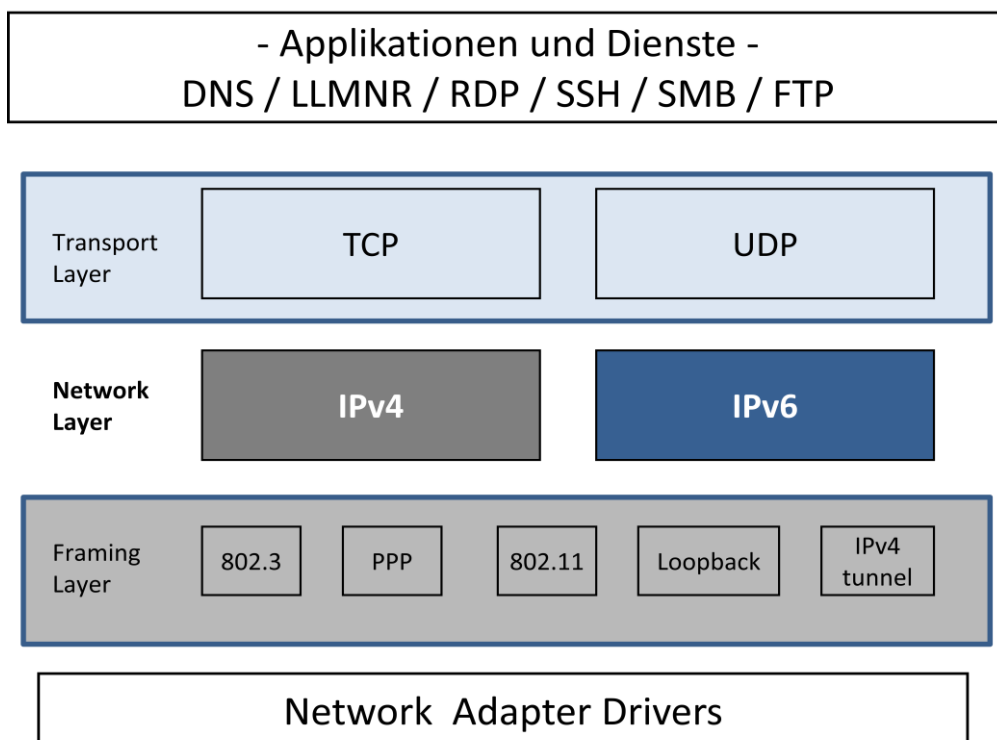 - Applikationen und Dienste -
DNS / LLMNR / RDP / SSH / SMB / FTP
Transport
Layer
TCP
UDP
Network
Layer
IPv4
IPv6
Framing
Layer
802.3
PPP
802.11
Loopback
IPv4
tunnel
Network Adapter Drivers